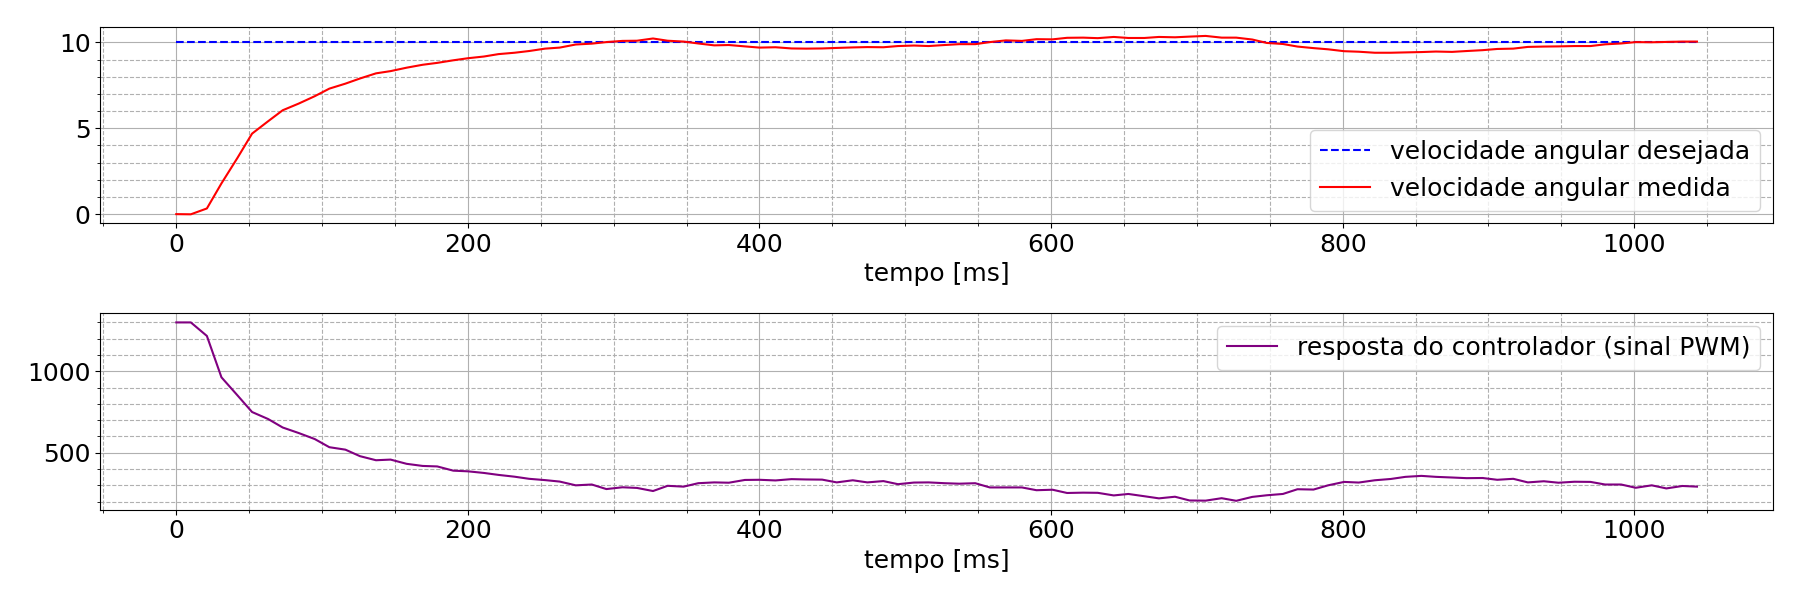 10
5
0
velocidade angular desejada
velocidade angular medida
0 200 400 600 800 1000
tempo [ms]
1000
500
resposta do controlador (sinal PWM)
0 200 400 600 800 1000
tempo [ms]